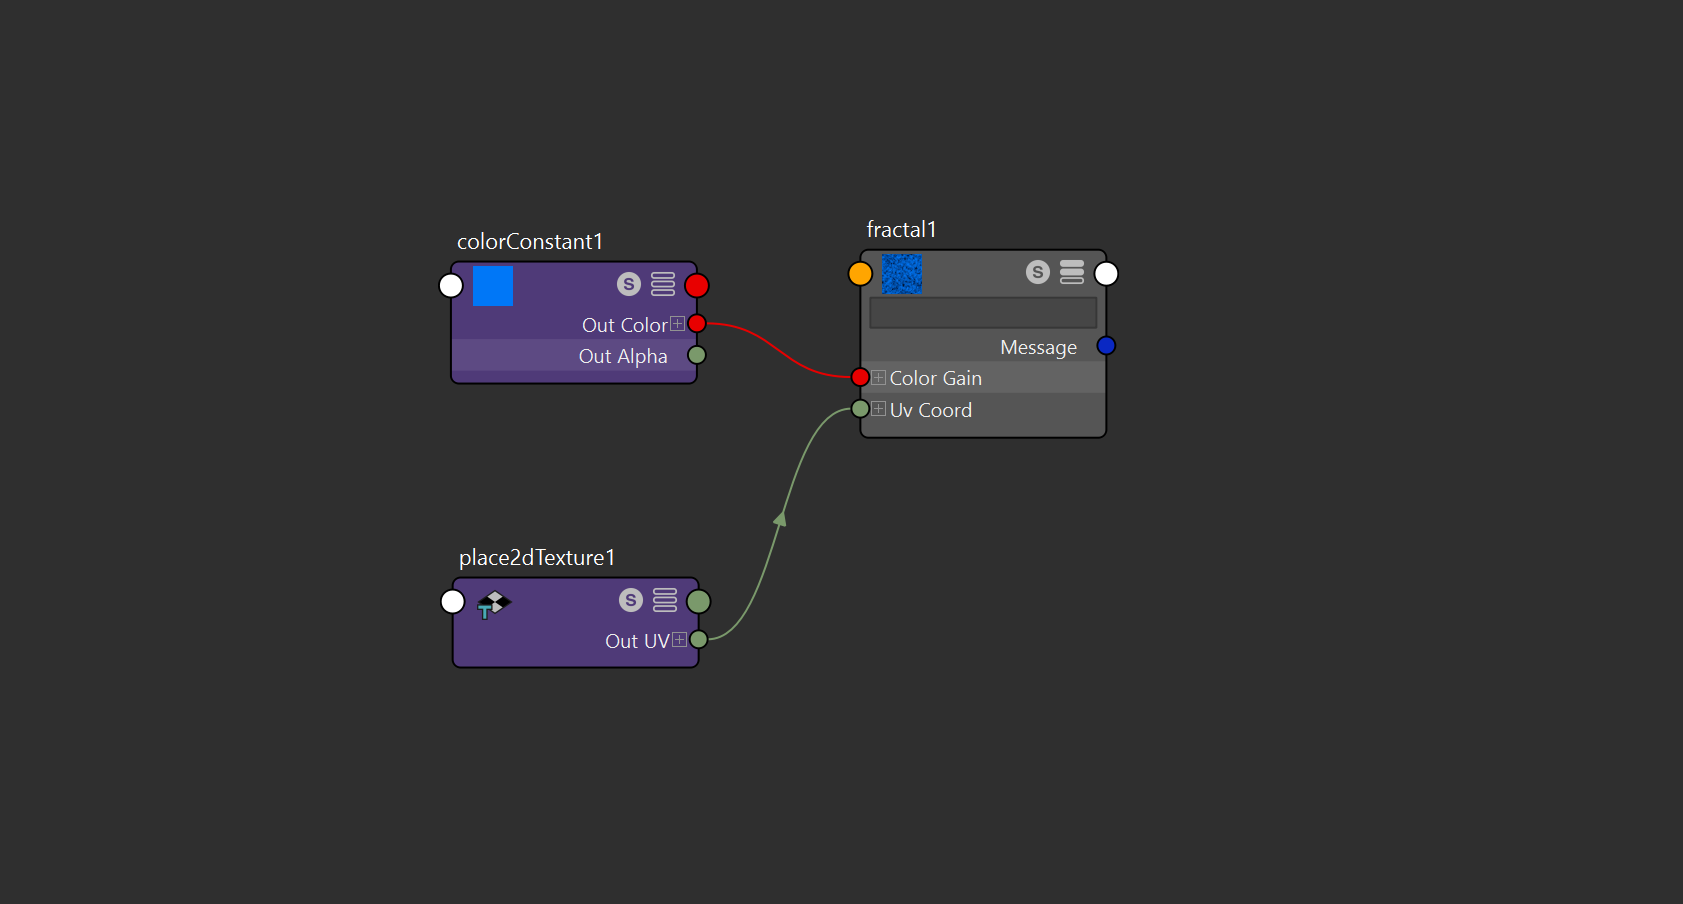 colorConstant1
S
Out Color
Out Alpha
fractal1
S
Message
Color Gain
Uv Coord
place2dTexture1
T
S
Out UV